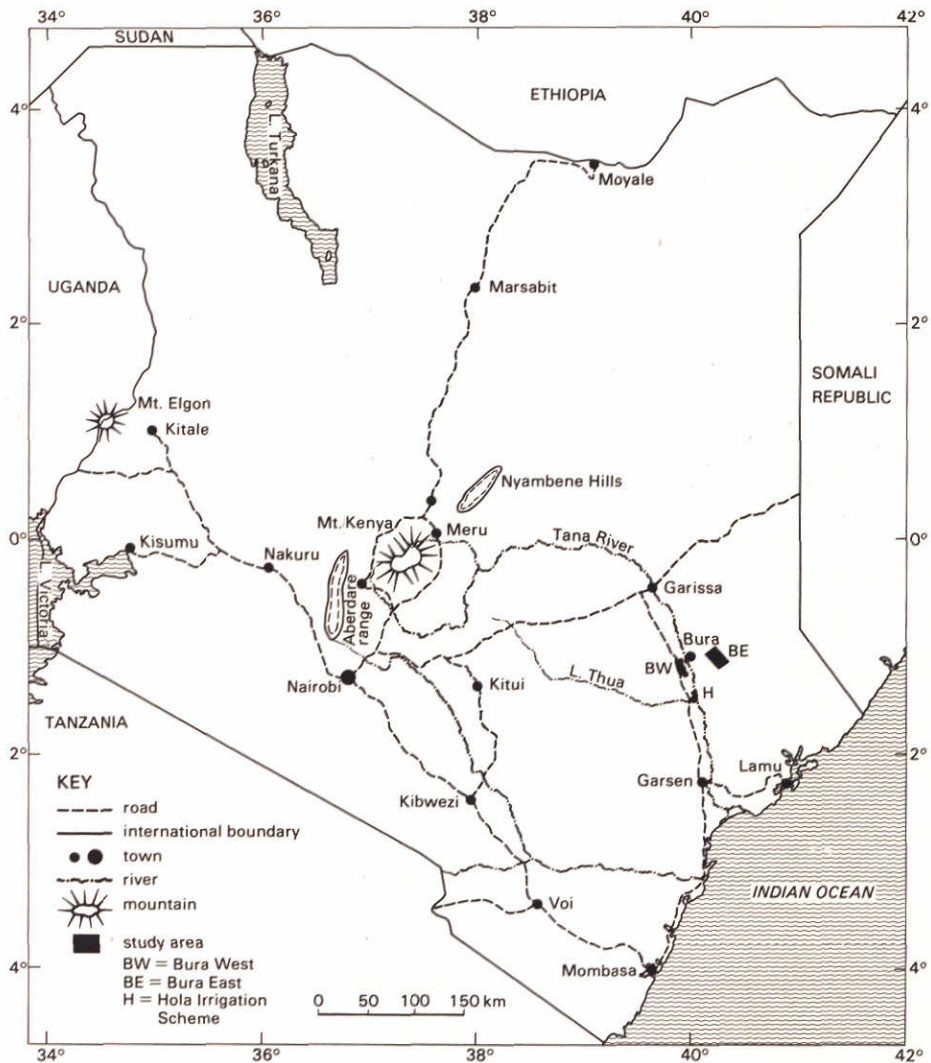 34° 36° 38° 40° 42°
SUDAN
ETHIOPIA
4° 4°
L. Turkana
Moyale
Marsabit
UGANDA
2° 2°
SOMALI
REPUBLIC
Mt. Elgon
Kitale
Nyambene Hills
Mt. Kenya
Meru
Tana River
0° 0°
Kisumu
Nakuru
Garissa
L. Victoria
Aberdare
range
Bura
BE
BW
L. Thua
H
Nairobi
Kitui
TANZANIA
2° 2°
Garsen
Lamu
Kibwezi
KEY
road
international boundary
town
river
mountain
study area
BW = Bura West
BE = Bura East
H = Hola Irrigation
Scheme
Voi
INDIAN OCEAN
Mombasa
4° 4°
0 50 100 150 km
34° 36° 38° 40° 42°